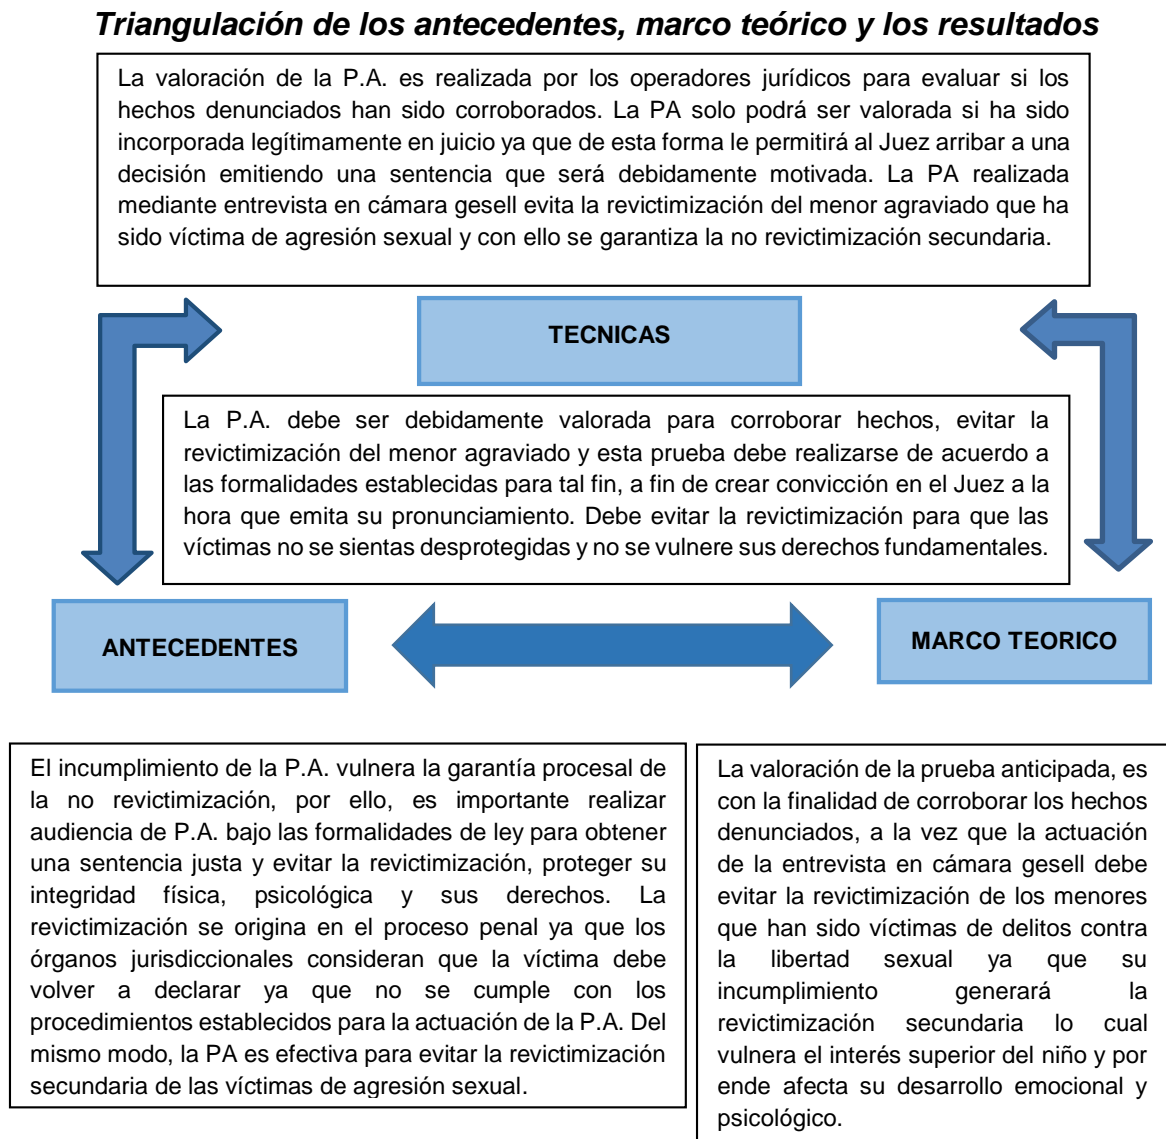 Triangulación de los antecedentes, marco teórico y los resultados
La valoración de la P.A. es realizada por los operadores jurídicos para evaluar si los
hechos denunciados han sido corroborados. La PA solo podrá ser valorada si ha sido
incorporada legítimamente en juicio ya que de esta forma le permitirá al Juez arribar a una
decisión emitiendo una sentencia que será debidamente motivada. La PA realizada
mediante entrevista en cámara gesell evita la revictimización del menor agraviado que ha
sido víctima de agresión sexual y con ello se garantiza la no revictimización secundaria.
TECNICAS
La P.A. debe ser debidamente valorada para corroborar hechos, evitar la
revictimización del menor agraviado y esta prueba debe realizarse de acuerdo a
las formalidades establecidas para tal fin, a fin de crear convicción en el Juez a la
hora que emita su pronunciamiento. Debe evitar la revictimización para que las
víctimas no se sientas desprotegidas y no se vulnere sus derechos fundamentales.
ANTECEDENTES
MARCO TEORICO
El incumplimiento de la P.A. vulnera la garantía procesal de
la no revictimización, por ello, es importante realizar
audiencia de P.A. bajo las formalidades de ley para obtener
una sentencia justa y evitar la revictimización, proteger su
integridad física, psicológica y sus derechos. La
revictimización se origina en el proceso penal ya que los
órganos jurisdiccionales consideran que la víctima debe
volver a declarar ya que no se cumple con los
procedimientos establecidos para la actuación de la P.A. Del
mismo modo, la PA es efectiva para evitar la revictimización
secundaria de las víctimas de agresión sexual.
La valoración de la prueba anticipada, es
con la finalidad de corroborar los hechos
denunciados, a la vez que la actuación
de la entrevista en cámara gesell debe
evitar la revictimización de los menores
que han sido víctimas de delitos contra
la libertad sexual ya que su
incumplimiento generará la
revictimización secundaria lo cual
vulnera el interés superior del niño y por
ende afecta su desarrollo emocional y
psicológico.